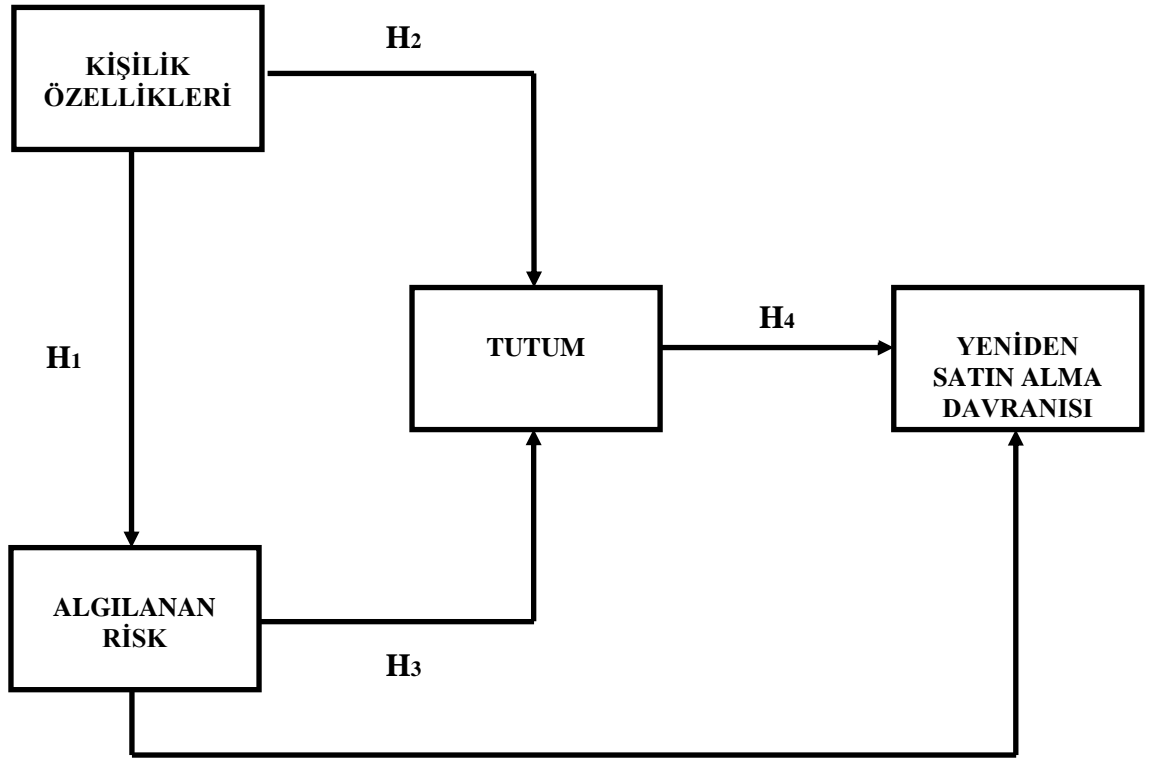 H2
KİŞİLİK
ÖZELLİKLERİ
H1
TUTUM
H4
YENİDEN
SATIN ALMA
DAVRANISI
ALGILANAN
RİSK
H3